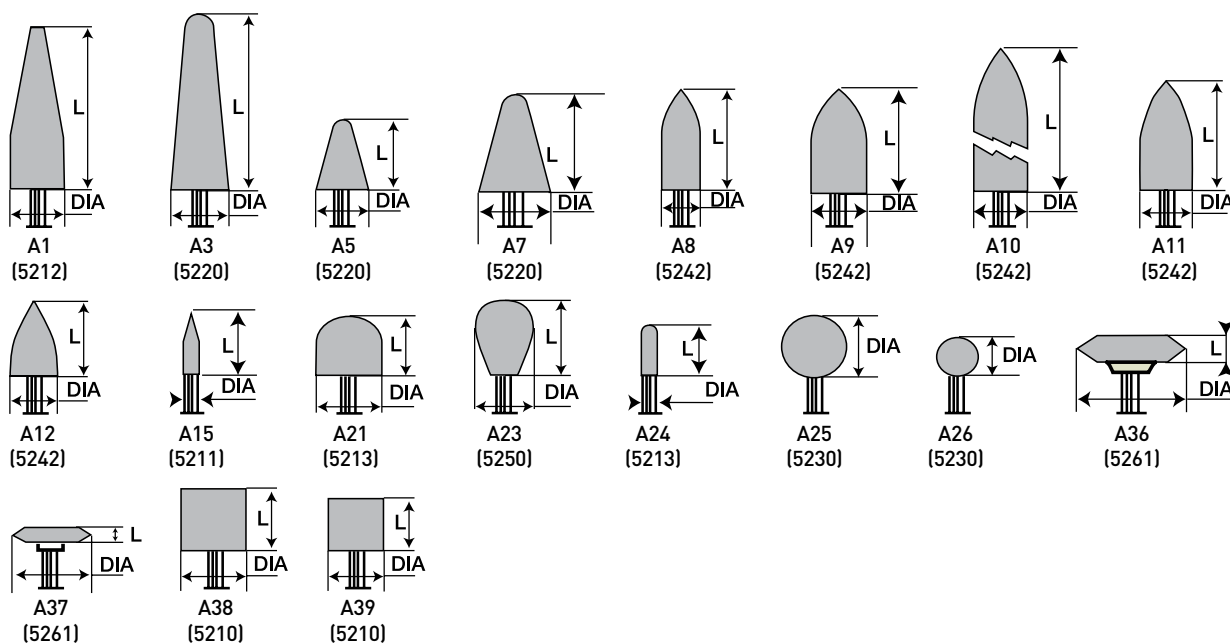 L
DIA
A1
(5212)
L
DIA
A3
(5220)
L
DIA
A5
(5220)
L
DIA
A7
(5220)
L
DIA
A8
(5242)
L
DIA
A9
(5242)
L
DIA
A10
(5242)
L
DIA
A11
(5242)
L
DIA
A12
(5242)
L
DIA
A15
(5211)
L
DIA
A21
(5213)
L
DIA
A23
(5250)
L
DIA
A24
(5213)
DIA
A25
(5230)
DIA
A26
(5230)
L
DIA
A36
(5261)
L
DIA
A37
(5261)
L
DIA
A38
(5210)
L
DIA
A39
(5210)